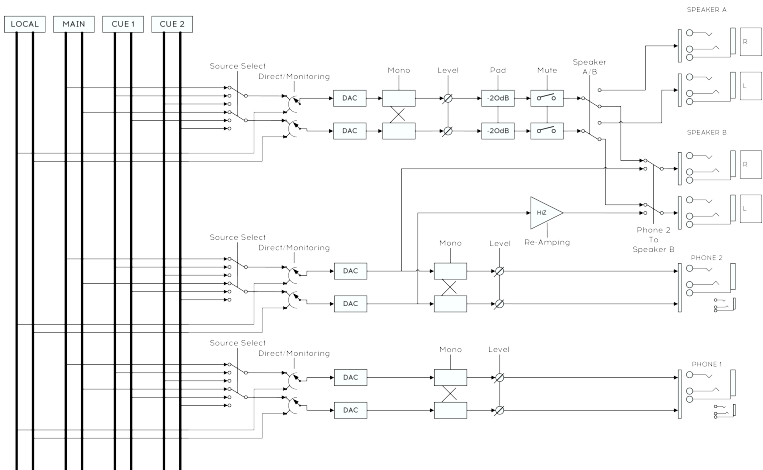 SPEAKER A
LOCAL
MAIN
CUE 1
CUE 2
R
Source Select
Direct/Monitoring
Mono
Level
Pad
Mute
Speaker
A/B
L
DAC
-20dB
DAC
-20dB
SPEAKER B
R
HiZ
L
Re-Amping
Phone 2
To
Speaker B
Source Select
Direct/Monitoring
Mono
Level
PHONE 2
DAC
DAC
Source Select
Direct/Monitoring
Mono
Level
PHONE 1
DAC
DAC